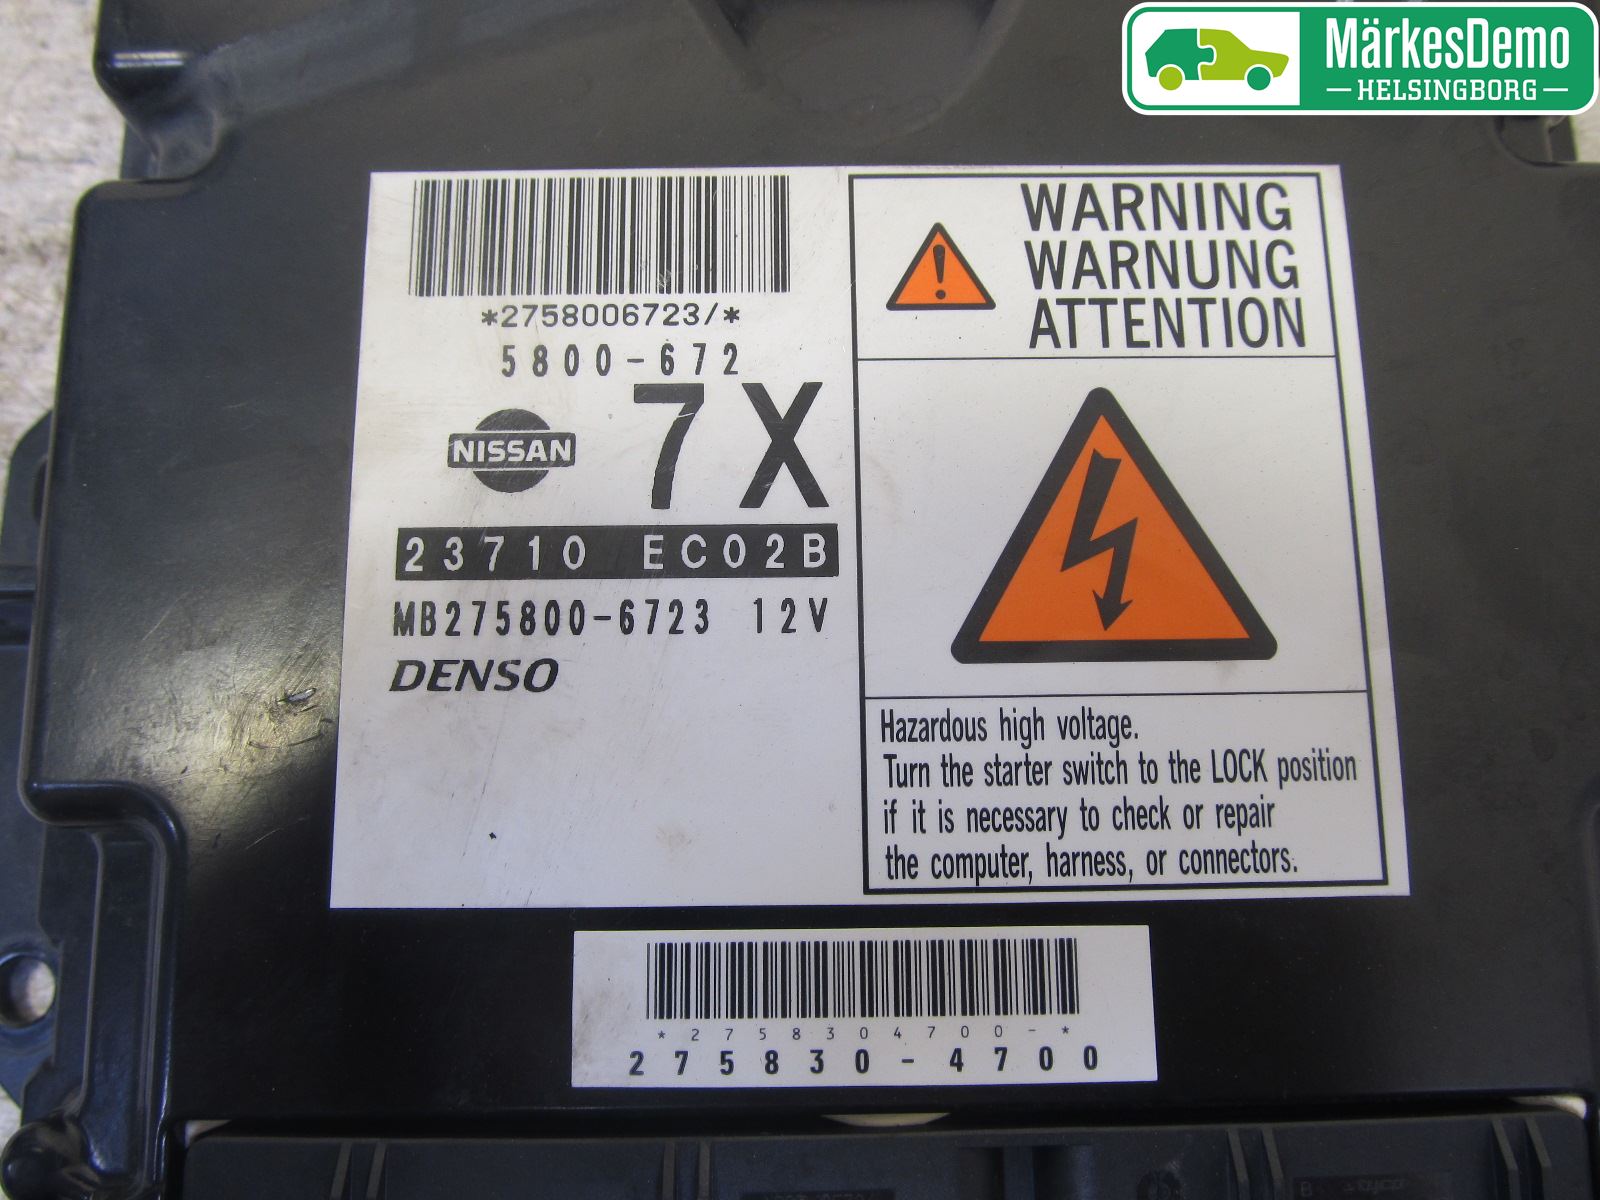 MärkesDemo
HELSINGBORG
*2758006723/*
5800-672
NISSAN
7X
23710 EC02B
MB275800-6723 12V
DENSO
WARNING
WARNUNG
ATTENTION
Hazardous high voltage.
Turn the starter switch to the LOCK position
if it is necessary to check or repair
the computer, harness, or connectors.
*2758304700-*
275830-4700